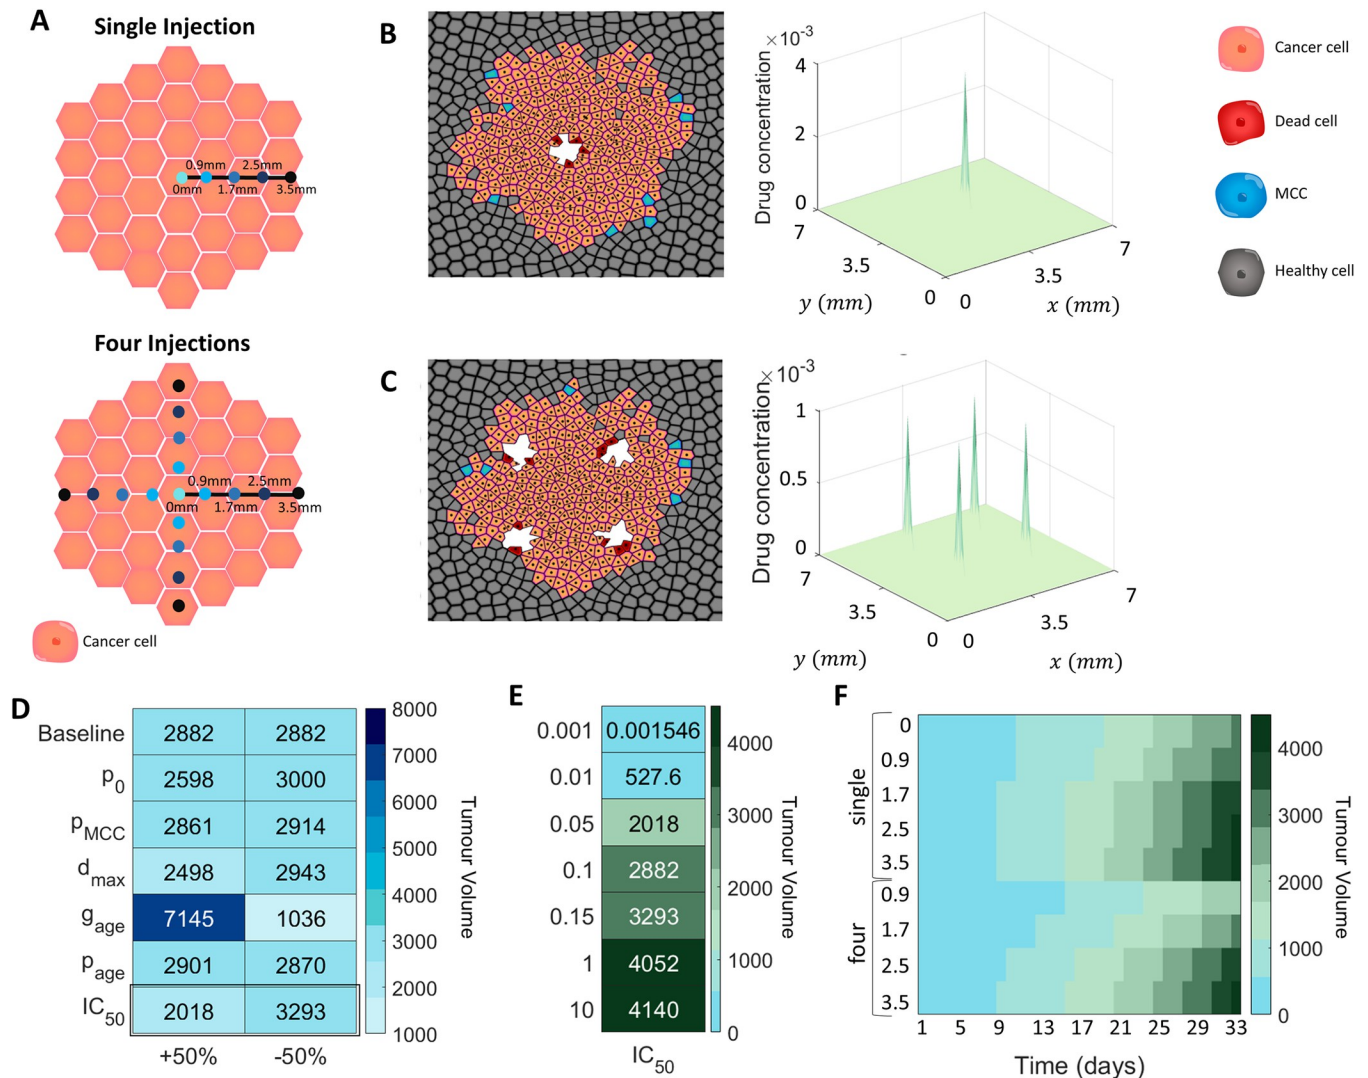 A
Single Injection
0.9mm
2.5mm
0mm
1.7mm
3.5mm
Four Injections
0.9mm
2.5mm
0mm
1.7mm
3.5mm
Cancer cell
B
×10⁻³
Drug concentration
4
2
0
7
3.5
0
0
3.5
7
y (mm)
x (mm)
Cancer cell
Dead cell
MCC
Healthy cell
C
×10⁻³
Drug concentration
1
0.5
0
7
3.5
0
0
3.5
7
y (mm)
x (mm)
D
Baseline 2882 2882
p₀ 2598 3000
p_MCC 2861 2914
d_max 2498 2943
g_age 7145 1036
p_age 2901 2870
IC₅₀ 2018 3293
+50% -50%
8000
7000
6000
5000
4000
3000
2000
1000
Tumour Volume
E
0.001 0.001546
0.01 527.6
0.05 2018
0.1 2882
0.15 3293
1 4052
10 4140
IC₅₀
4000
3000
2000
1000
0
Tumour Volume
F
single
0
0.9
1.7
2.5
3.5
four
0.9
1.7
2.5
3.5
1 5 9 13 17 21 25 29 33
Time (days)
4000
3000
2000
1000
0
Tumour Volume